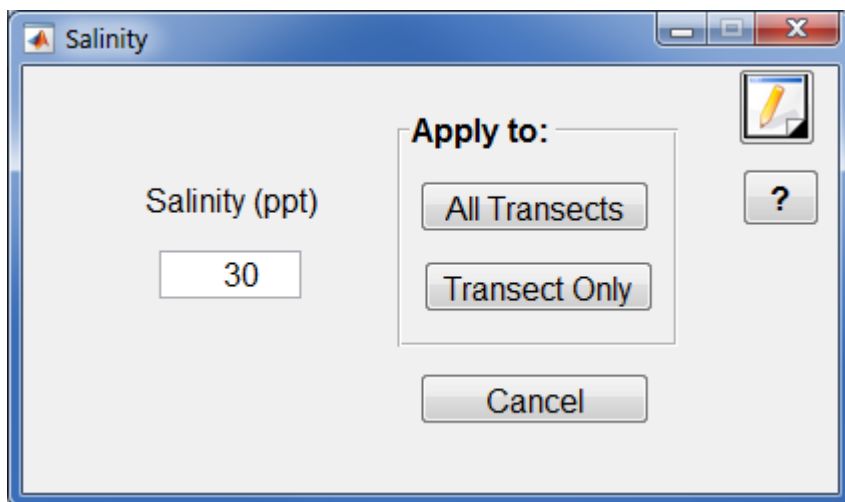 Salinity
Apply to:
Salinity (ppt)
All Transects
?
30
Transect Only
Cancel